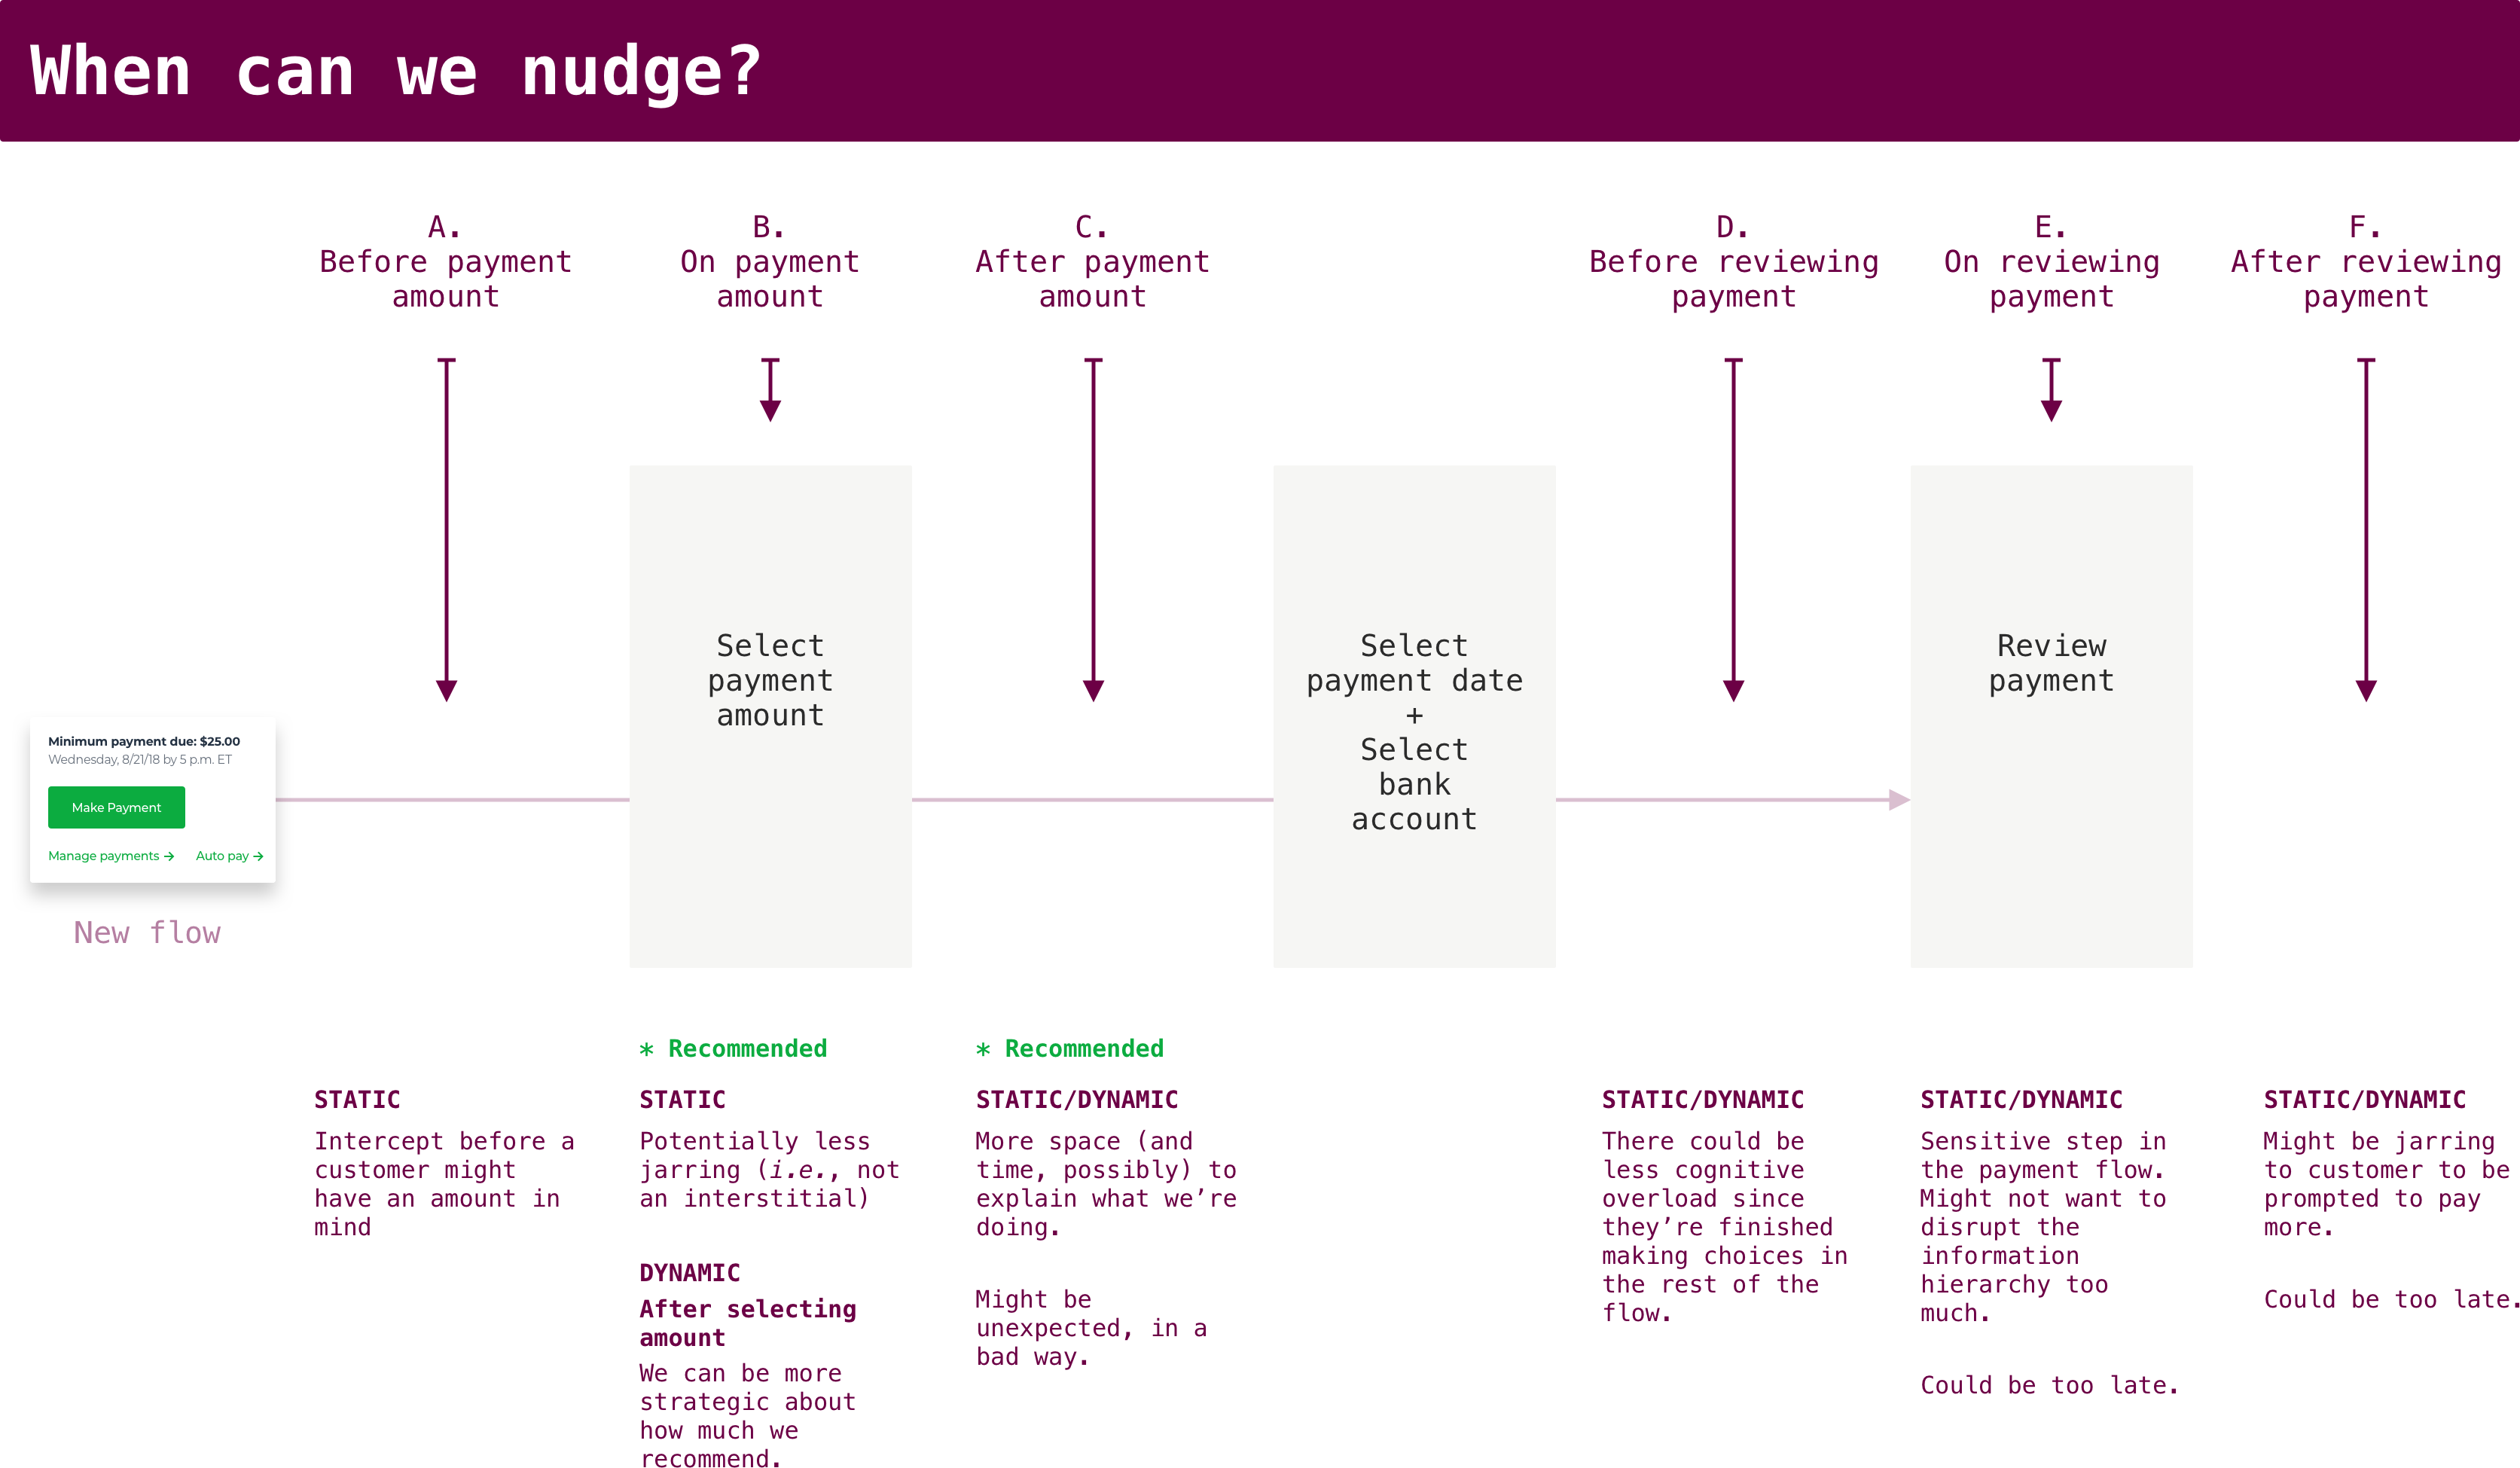 When can we nudge?
A.
Before payment
amount
B.
On payment
amount
C.
After payment
amount
D.
Before reviewing
payment
E.
On reviewing
payment
F.
After reviewing
payment
Minimum payment due: $25.00
Wednesday, 8/21/18 by 5 p.m. ET
Make Payment
Manage payments →
Auto pay →
New flow
Select
payment
amount
Select
payment date
+
Select
bank
account
Review
payment
STATIC
Intercept before a
customer might
have an amount in
mind
* Recommended
STATIC
Potentially less
jarring (i.e., not
an interstitial)
DYNAMIC
After selecting
amount
We can be more
strategic about
how much we
recommend.
* Recommended
STATIC/DYNAMIC
More space (and
time, possibly) to
explain what we’re
doing.
Might be
unexpected, in a
bad way.
STATIC/DYNAMIC
There could be
less cognitive
overload since
they’re finished
making choices in
the rest of the
flow.
STATIC/DYNAMIC
Sensitive step in
the payment flow.
Might not want to
disrupt the
information
hierarchy too
much.
Could be too late.
STATIC/DYNAMIC
Might be jarring
to customer to be
prompted to pay
more.
Could be too late.